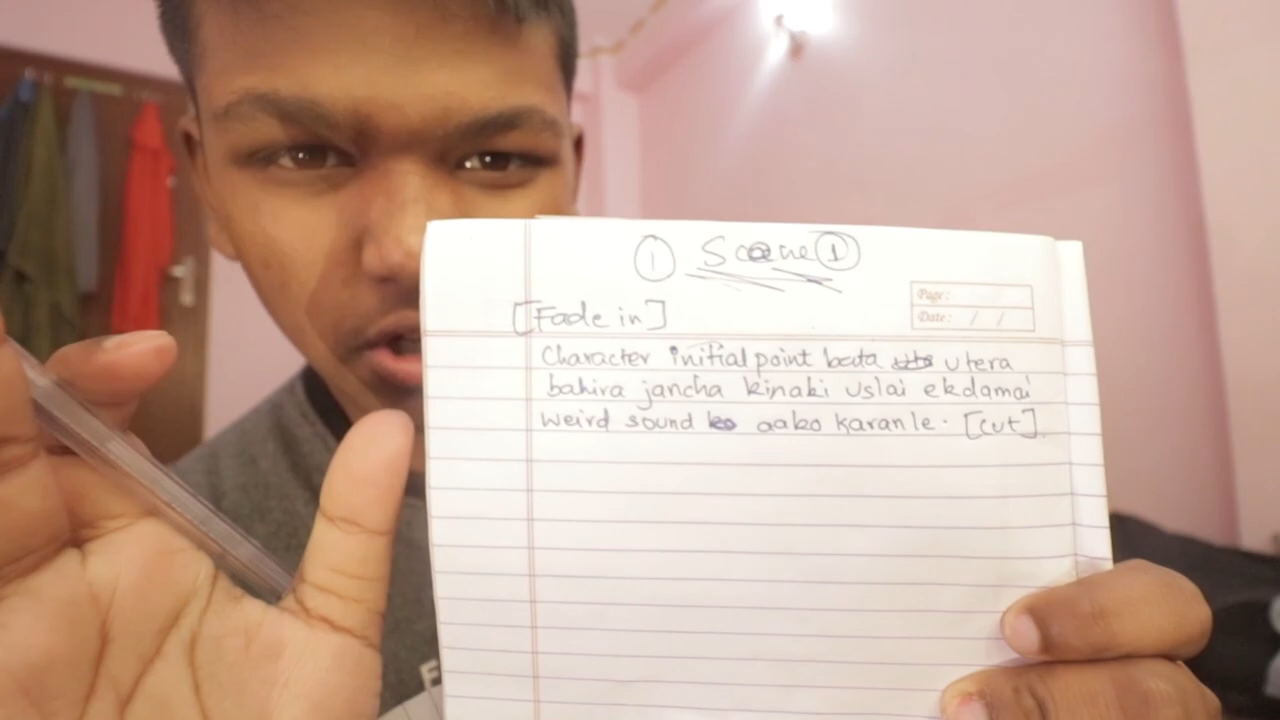 ① Scene ①
[Fade in]
Page:
Date: / /
Character initial point bata utera
bahira jancha kinaki uslai ekdamai
weird sound ko aako karanle. [cut].